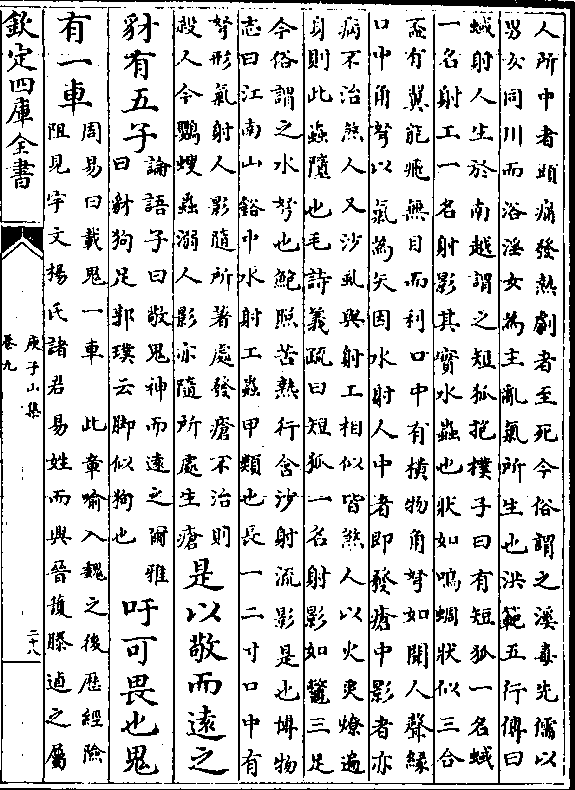 人所中者頭痛發熱劇者至死今俗謂之溪毒先儒以
男女同川而浴淫女為主亂氣所生也洪範五行傳曰
蜮射人生於南越謂之短狐抱樸子曰有短狐一名蜮
一名射工一名射影其實水蟲也狀如鳴蜩狀似三合
盃有翼能飛無目而利口中有橫物角弩如聞人聲緣
口中角弩以氣為矢因水射人中者即發瘡中影者亦
病不治煞人又沙虱與射工相似皆煞人以火炙燎遍
身則此蟲隨也毛詩義疏曰短狐一名射影如鼈三足
今俗謂之水弩也鮑照苦熱行含沙射流影是也博物
志曰江南山谿中水射工蟲甲類也長一二寸口中有
弩形氣射人影隨所著處發瘡不治則
殺人今鸚螋蟲溺人影亦隨所處生瘡
是以敬而遠之
豺有五子
論語子曰敬鬼神而遠之爾雅
曰豺狗足郭璞云脚似狗也
吁可畏也鬼
有一車
周易曰載鬼一車 此章喻入魏之後歷經險
阻見宇文楊氏諸君易姓而興晉護滕逌之屬
欽定四庫全書
庾子山集
卷九
二十八